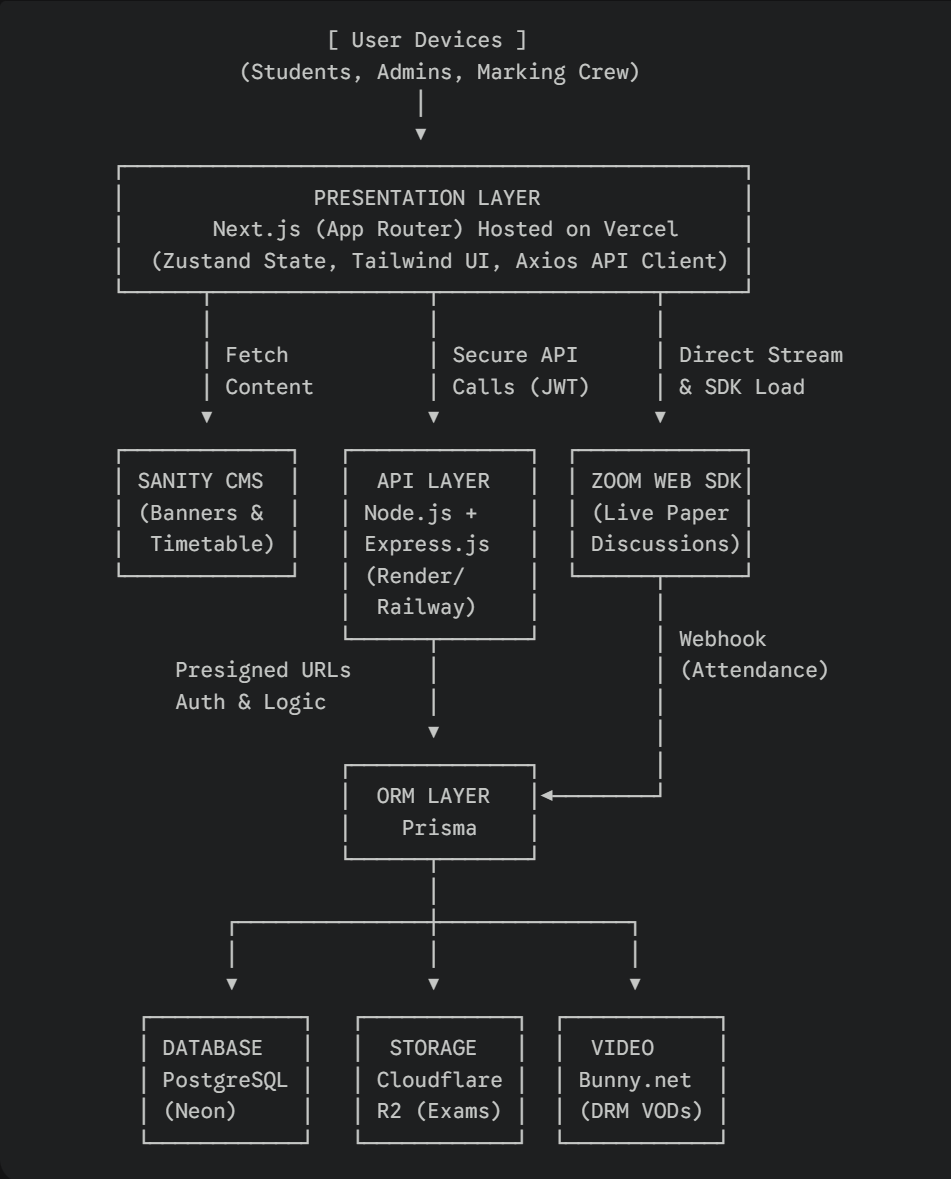 [ User Devices ]
(Students, Admins, Marking Crew)
PRESENTATION LAYER
Next.js (App Router) Hosted on Vercel
(Zustand State, Tailwind UI, Axios API Client)
Fetch
Content
Secure API
Calls (JWT)
Direct Stream
& SDK Load
SANITY CMS
(Banners &
Timetable)
API LAYER
Node.js +
Express.js
(Render/
Railway)
ZOOM WEB SDK
(Live Paper
Discussions)
Presigned URLs
Auth & Logic
Webhook
(Attendance)
ORM LAYER
Prisma
DATABASE
PostgreSQL
(Neon)
STORAGE
Cloudflare
R2 (Exams)
VIDEO
Bunny.net
(DRM VODs)